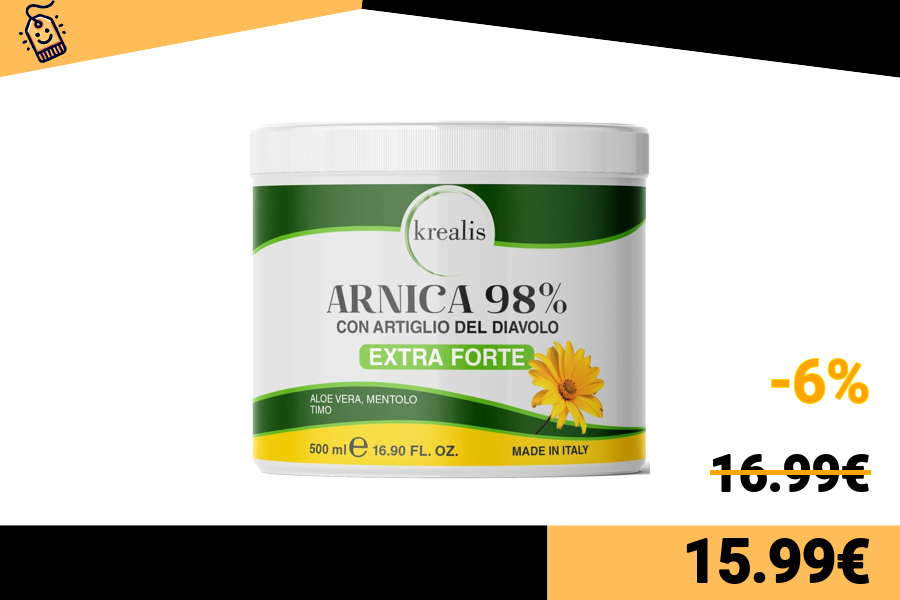 krealis
ARNICA 98%
CON ARTIGLIO DEL DIAVOLO
EXTRA FORTE
ALOE VERA, MENTOLO
TIMO
500 ml e 16.90 FL. OZ.
MADE IN ITALY
-6%
16.99€
15.99€